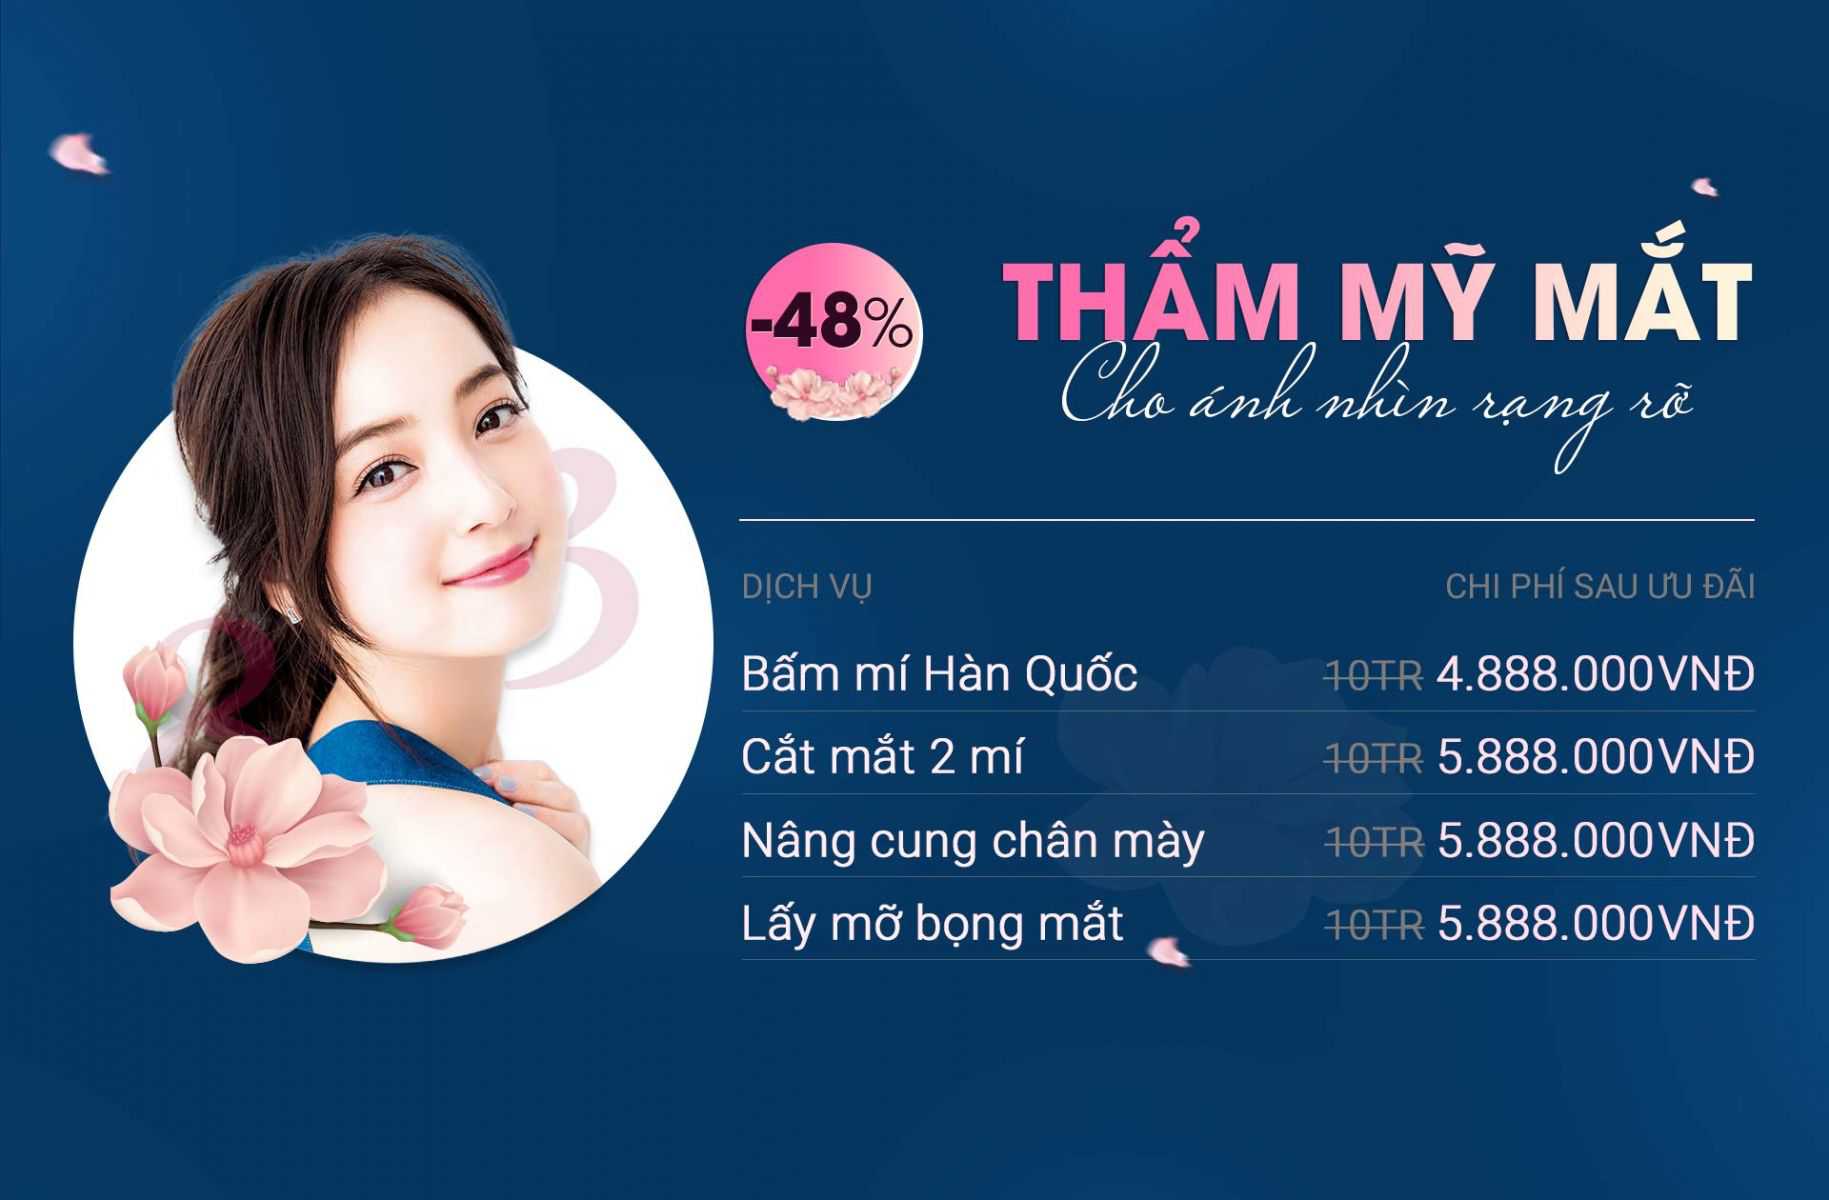 -48%
THẨM MỸ MẮT
Cho ánh nhìn rạng rỡ
DỊCH VỤ CHI PHÍ SAU ƯU ĐÃI
Bấm mí Hàn Quốc 10TR 4.888.000VNĐ
Cắt mắt 2 mí 10TR 5.888.000VNĐ
Nâng cung chân mày 10TR 5.888.000VNĐ
Lấy mỡ bọng mắt 10TR 5.888.000VNĐ